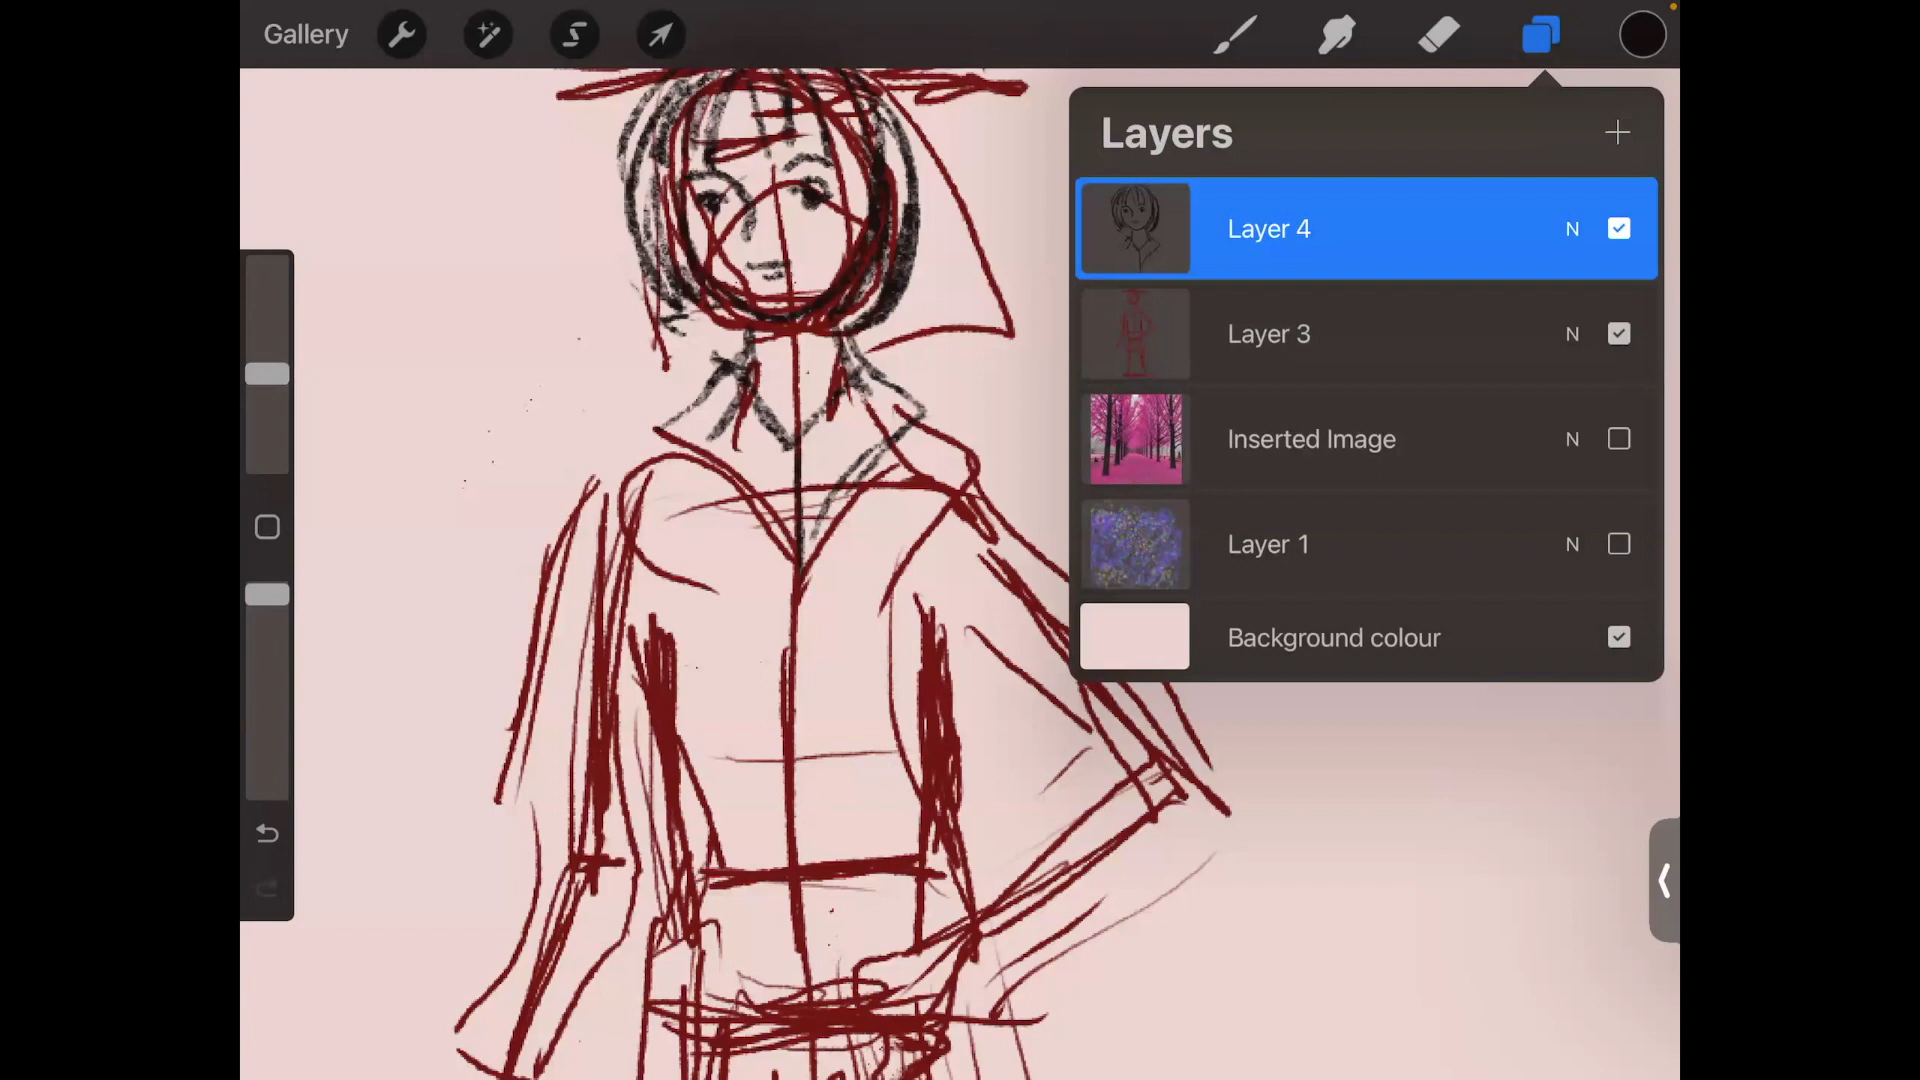 Gallery
Layers
Layer 4 N
Layer 3 N
Inserted Image N
Layer 1 N
Background colour